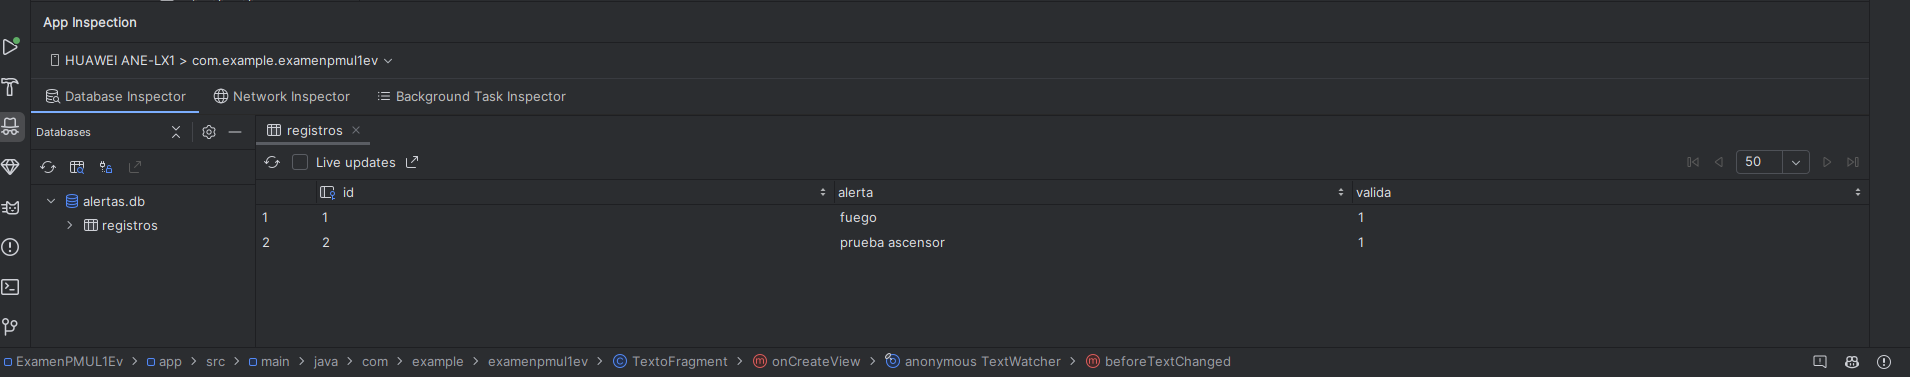 App Inspection
HUAWEI ANE-LX1 > com.example.examenpmul1ev
Database Inspector Network Inspector Background Task Inspector
Databases registros
Live updates 50
alertas.db
registros
id alerta valida
1 1 fuego 1
2 2 prueba ascensor 1
ExamenPMUL1Ev > app > src > main > java > com > example > examenpmul1ev > TextoFragment > onCreateView > anonymous TextWatcher > beforeTextChanged